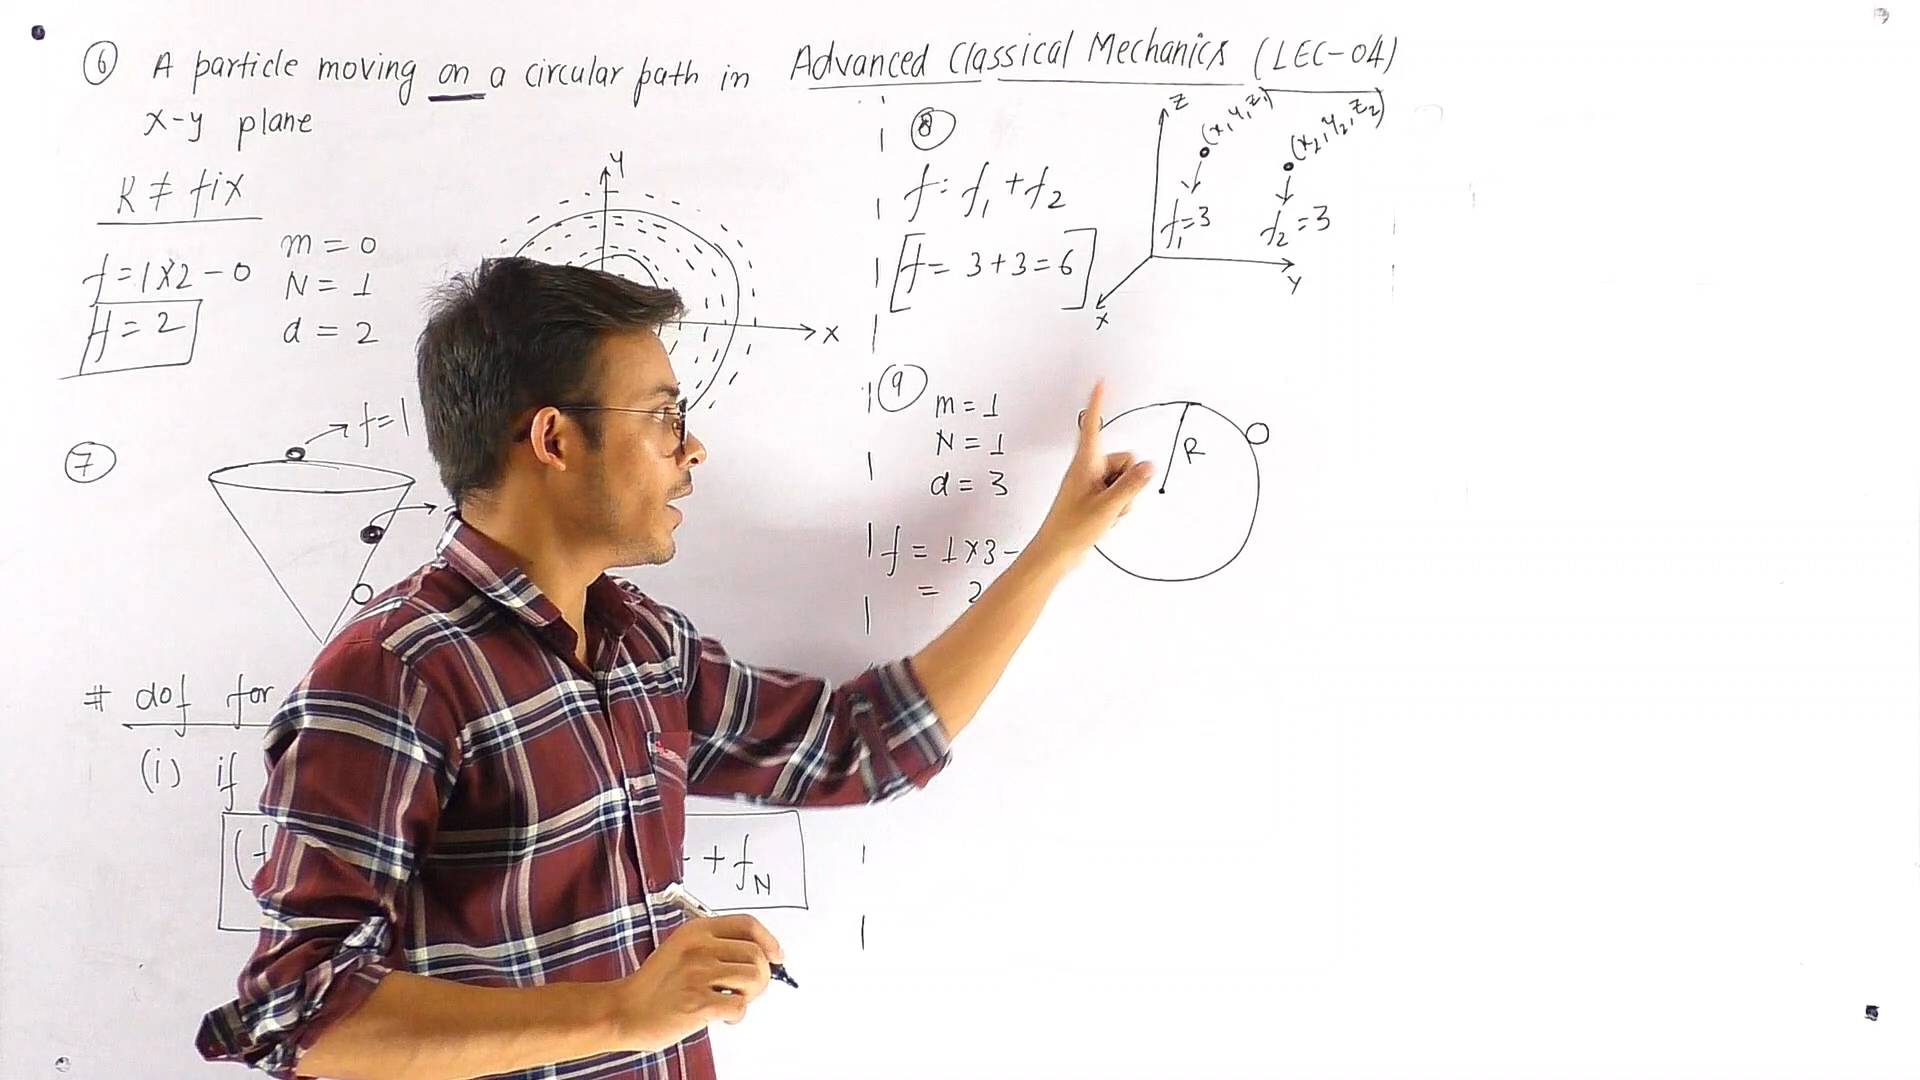 Advanced Classical Mechanics (LEC-04)
⑥ A particle moving on a circular path in
x-y plane
R ≠ fix
f = 1×2 - 0
f = 2
m = 0
N = 1
d = 2
y
x
⑦
f = 1
# dof for
(i) if
(f
+ f_N
⑧
f = f₁ + f₂
[f = 3 + 3 = 6]
Z
(x₁, y₁, z₁)
(x₂, y₂, z₂)
f₁ = 3
f₂ = 3
Y
X
⑨
m = 1
N = 1
d = 3
f = 1×3 -
= 2
R